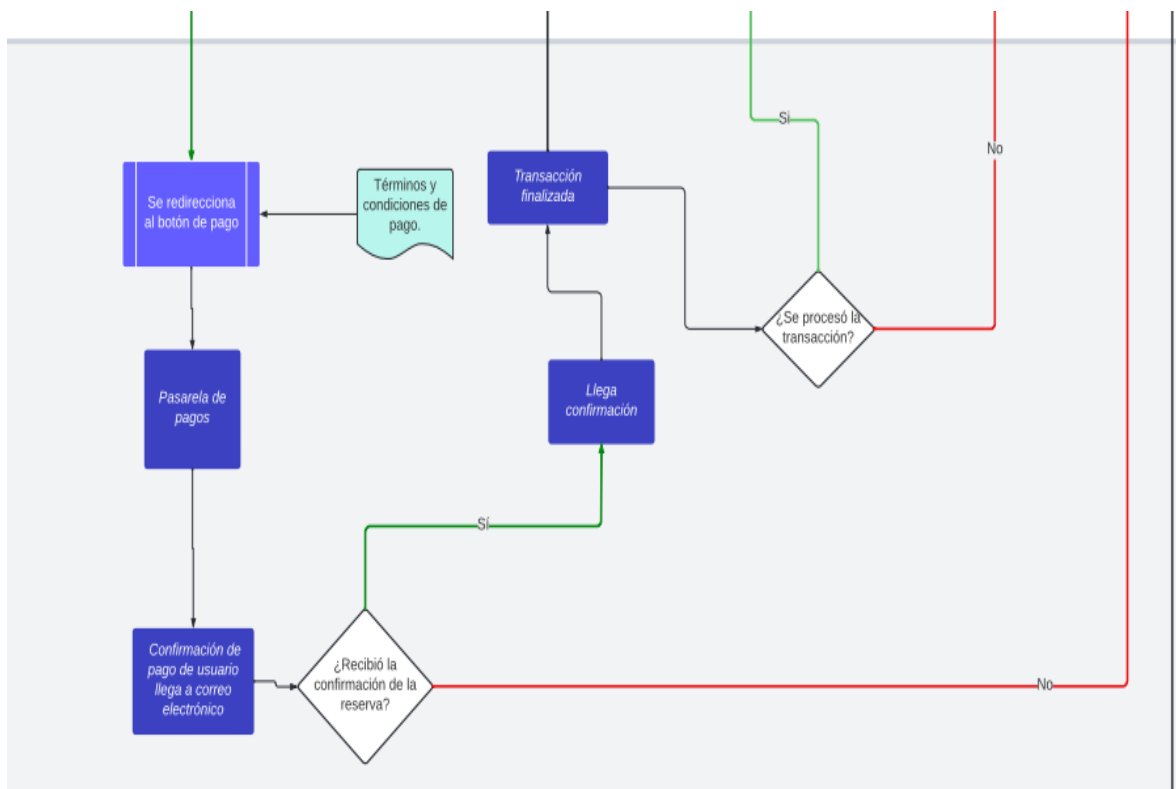 Si
No
Transacción
finalizada
Términos y
condiciones de
pago.
Se redirecciona
al botón de pago
¿Se procesó la
transacción?
Pasarela de
pagos
Llega
confirmación
Sí
Confirmación de
pago de usuario
llega a correo
electrónico
¿Recibió la
confirmación de la
reserva?
No